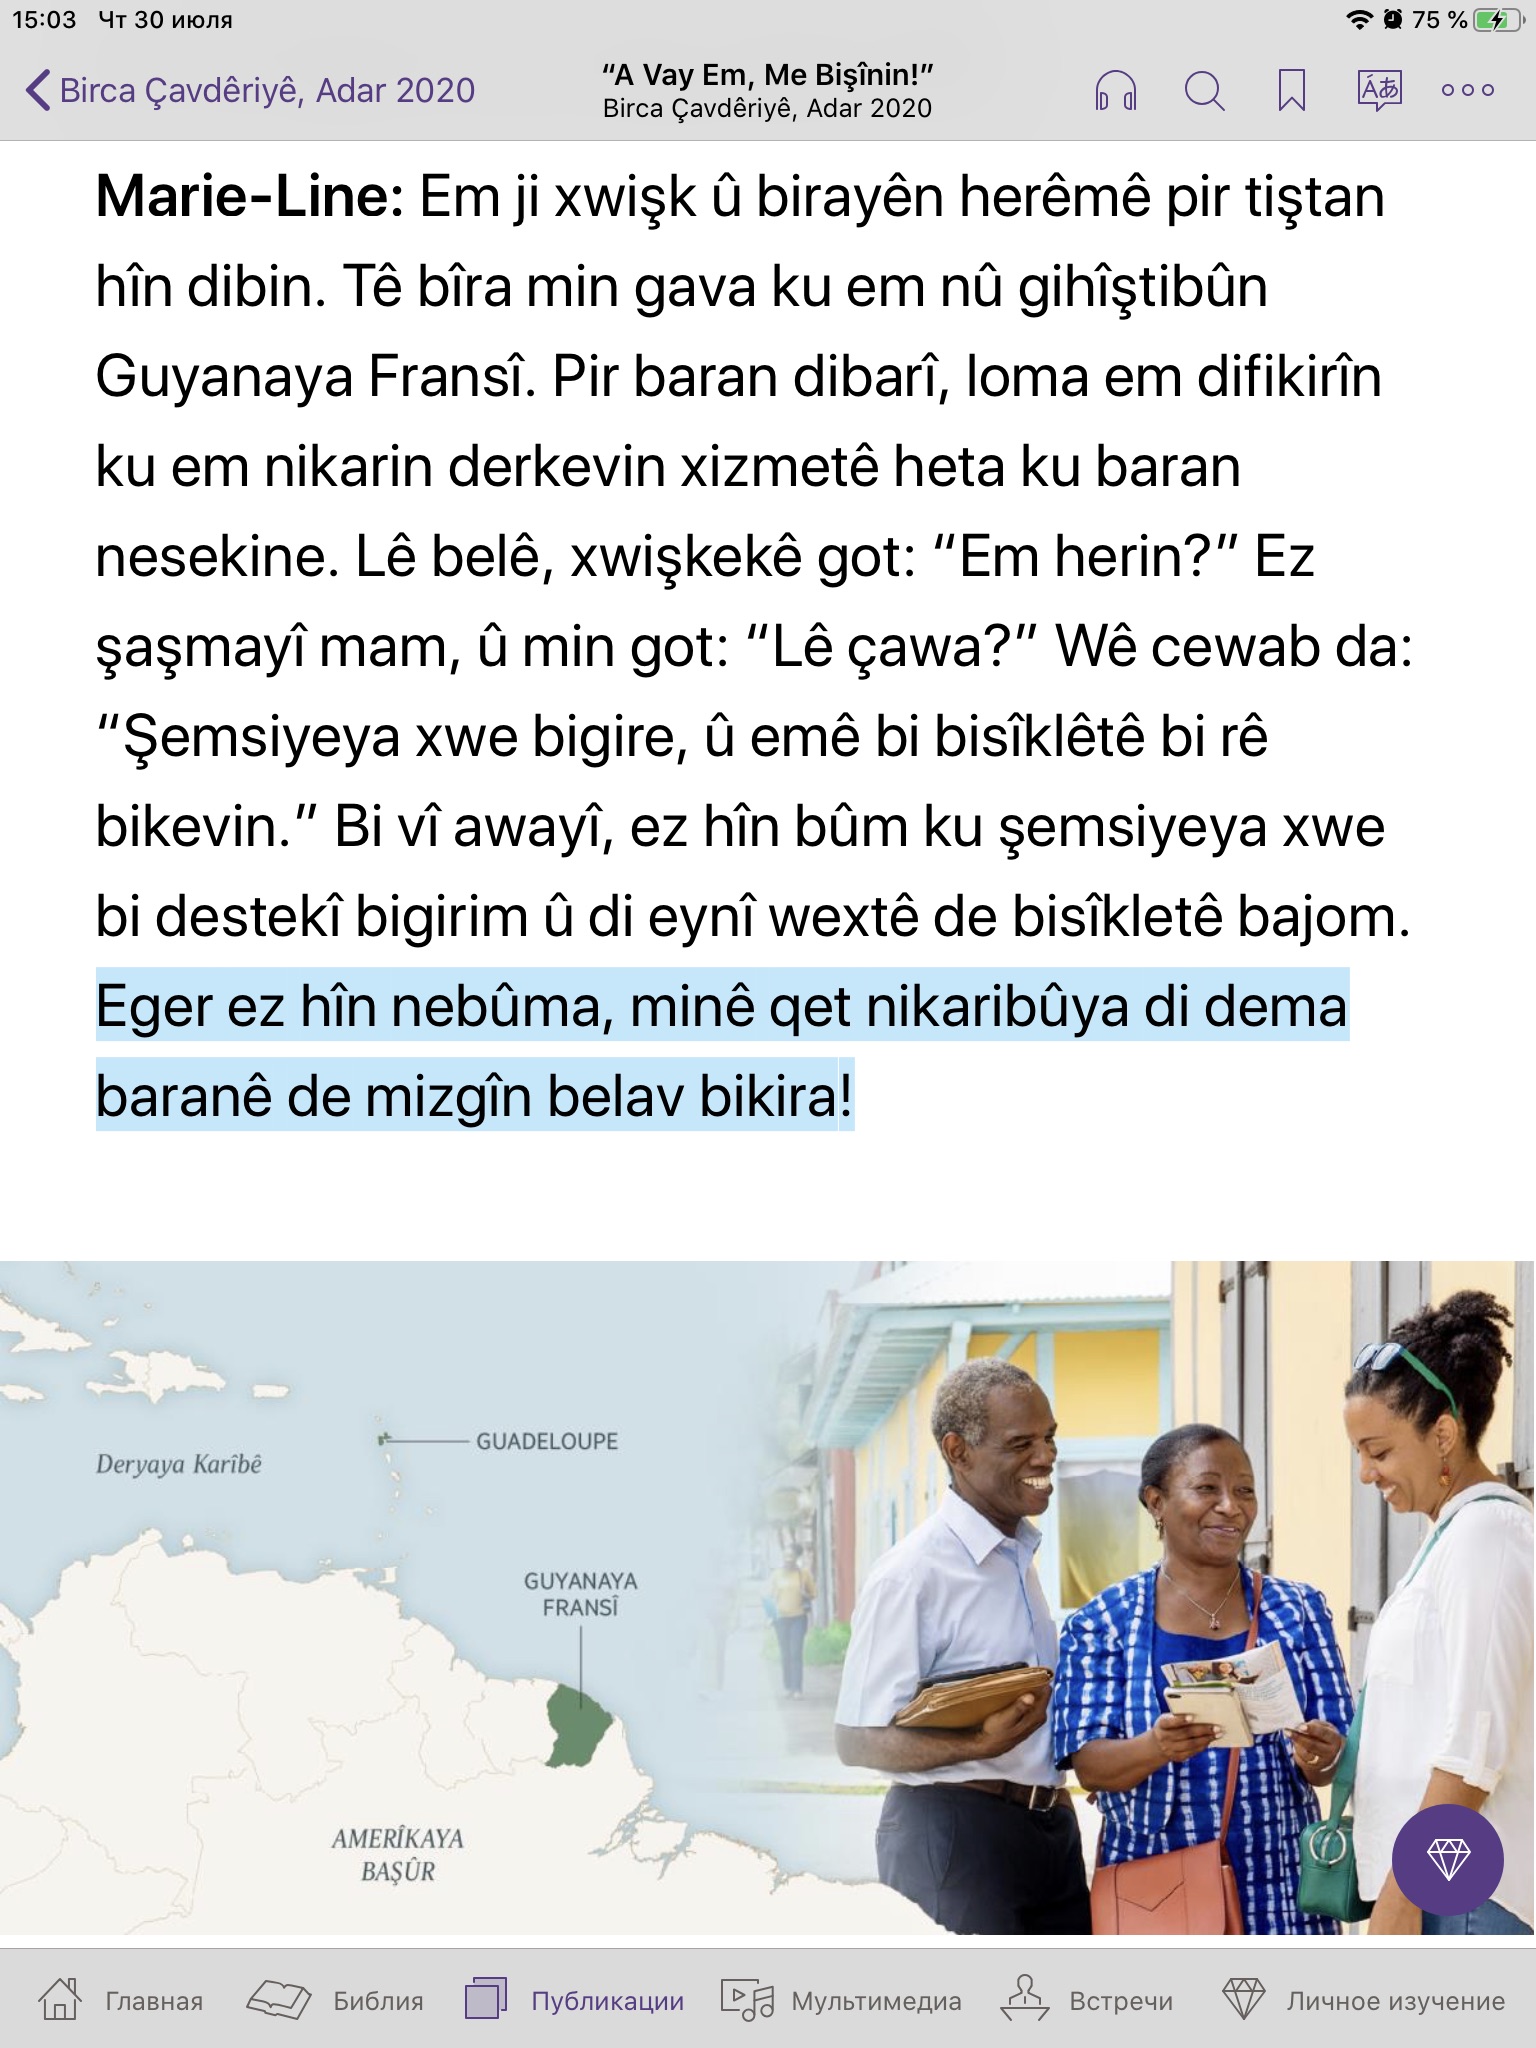 15:03 Чт 30 июля
75 %
Birca Çavdêriyê, Adar 2020
“A Vay Em, Me Bişînin!”
Birca Çavdêriyê, Adar 2020
Áあ
Marie-Line: Em ji xwişk û birayên herêmê pir tiştan
hîn dibin. Tê bîra min gava ku em nû gihîştibûn
Guyanaya Fransî. Pir baran dibarî, loma em difikirîn
ku em nikarin derkevin xizmetê heta ku baran
nesekine. Lê belê, xwişkekê got: “Em herin?” Ez
şaşmayî mam, û min got: “Lê çawa?” Wê cewab da:
“Şemsiyeya xwe bigire, û emê bi bisîklêtê bi rê
bikevin.” Bi vî awayî, ez hîn bûm ku şemsiyeya xwe
bi destekî bigirim û di eynî wextê de bisîkletê bajom.
Eger ez hîn nebûma, minê qet nikaribûya di dema
baranê de mizgîn belav bikira!
GUADELOUPE
Deryaya Karîbê
GUYANAYA
FRANSÎ
AMERÎKAYA
BAŞÛR
Главная
Библия
Публикации
Мультимедиа
Встречи
Личное изучение